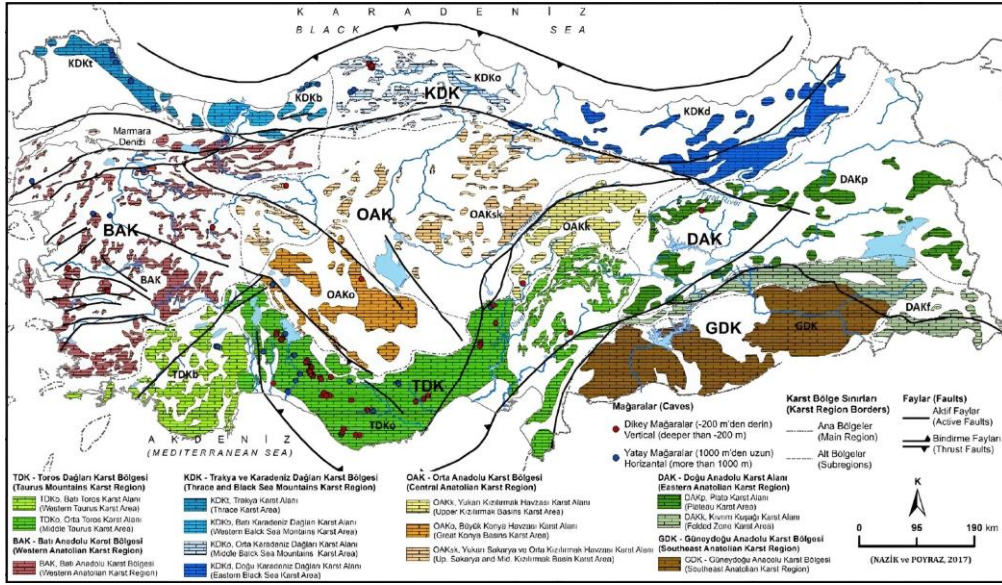 K A R A D E N İ Z
B L A C K S E A
KDKt
KDKb
KDKo
KDK
KDKd
Marmara
Denizi
DAKp
OAK
OAKsk
OAKk
River
BAK
DAK
BAK
OAKo
DAKf
GDK
GDK
TDKb
TDK
TDKo
A K D E N İ Z
(MEDITERRANEAN SEA)
Mağaralar (Caves)
Dikey Mağaralar (-200 m'den derin)
Vertical (deeper than -200 m)
Yatay Mağaralar (1000 m'den uzun)
Horizantal (more than 1000 m)
Karst Bölge Sınırları
(Karst Region Borders)
Ana Bölgeler
(Main Region)
Alt Bölgeler
(Subregions)
Faylar (Faults)
Aktif Faylar
(Active Faults)
Bindirme Fayları
(Thrust Faults)
TDK - Toros Dağları Karst Bölgesi
(Taurus Mountains Karst Region)
TDKb, Batı Toros Karst Alanı
(Western Taurus Karst Area)
TDKo, Orta Toros Karst Alanı
(Middle Taurus Karst Area)
BAK - Batı Anadolu Karst Bölgesi
(Western Anatolian Karst Region)
BAK, Batı Anadolu Karst Bölgesi
(Western Anatolian Karst Region)
KDK - Trakya ve Karadeniz Dağları Karst Bölgesi
(Thrace and Black Sea Mountains Karst Region)
KDKt, Trakya Karst Alanı
(Thrace Karst Area)
KDKb, Batı Karadeniz Dağları Karst Alanı
(Western Balck Sea Montains Karst Area)
KDKo, Orta Karadeniz Dağları Karst Alanı
(Middle Balck Sea Mountains Karst Area)
KDKd, Doğu Karadeniz Dağları Karst Alanı
(Eastern Black Sea Karst Area)
OAK - Orta Anadolu Karst Bölgesi
(Central Anatolian Karst Region)
OAKk, Yukarı Kızılırmak Havzası Karst Alanı
(Upper Kızılırmak Basins Karst Area)
OAKo, Büyük Konya Havzası Karst Alanı
(Great Konya Basins Karst Area)
OAKsk, Yukarı Sakarya ve Orta Kızılırmak Havzası Karst Alanı
(Up. Sakarya and Mid. Kızılırmak Basin Karst Area)
DAK - Doğu Anadolu Karst Alanı
(Eastern Anatolian Karst Region)
DAKp, Plato Karst Alanı
(Plateau Karst Area)
DAKk, Kıvrım Kuşağı Karst Alanı
(Folded Zone Karst Area)
GDK - Güneydoğu Anadolu Karst Bölgesi
(Southeast Anatolian Karst Region)
GDK - Güneydoğu Anadolu Karst Bölgesi
(Southeast Anatolian Karst Region)
K
0 95 190 km
(NAZİK ve POYRAZ, 2017)